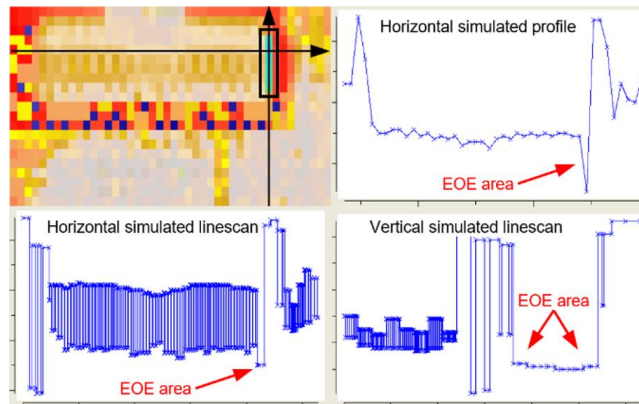 Horizontal simulated profile
EOE area
Horizontal simulated linescan
EOE area
Vertical simulated linescan
EOE area